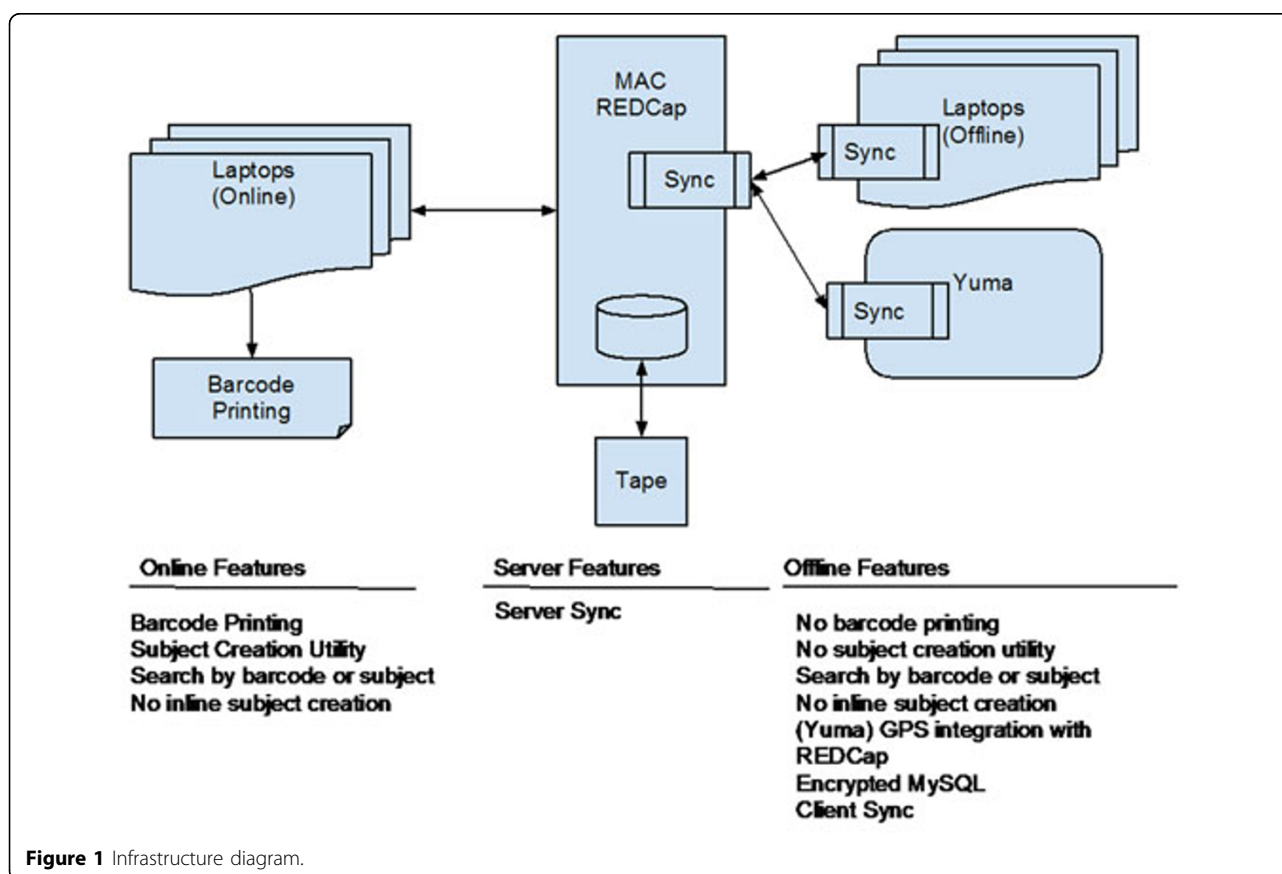 MAC
REDCap
Laptops
(Online)
Sync
Laptops
(Offline)
Sync
Yuma
Sync
Barcode
Printing
Tape
Online Features
Barcode Printing
Subject Creation Utility
Search by barcode or subject
No inline subject creation
Server Features
Server Sync
Offline Features
No barcode printing
No subject creation utility
Search by barcode or subject
No inline subject creation
(Yuma) GPS integration with
REDCap
Encrypted MySQL
Client Sync
Figure 1 Infrastructure diagram.